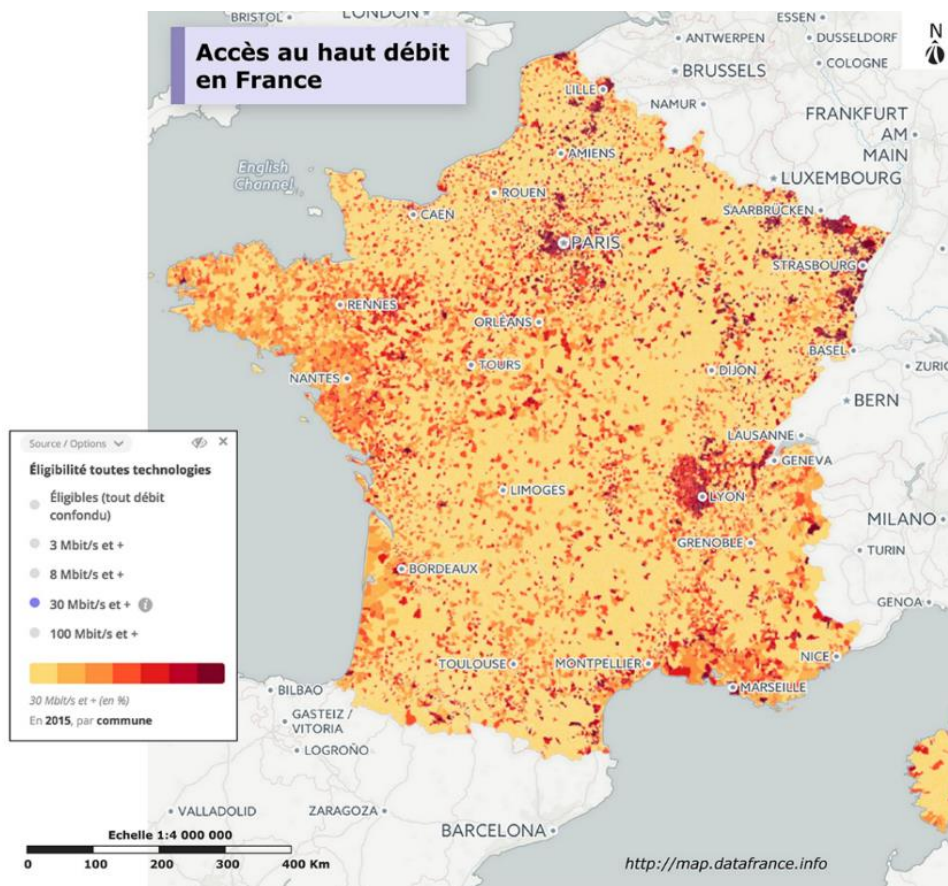 BRISTOL
LONDON
ESSEN
Accès au haut débit
en France
ANTWERPEN
DUSSELDORF
N
BRUSSELS
COLOGNE
LILLE
NAMUR
FRANKFURT
AM
MAIN
English
Channel
AMIENS
LUXEMBOURG
ROUEN
CAEN
SAARBRÜCKEN
PARIS
STRASBOURG
RENNES
ORLÉANS
BASEL
TOURS
DIJON
ZURIC
NANTES
BERN
LAUSANNE
GENEVA
Source / Options
Éligibilité toutes technologies
Éligibles (tout débit
confondu)
3 Mbit/s et +
8 Mbit/s et +
30 Mbit/s et + i
100 Mbit/s et +
30 Mbit/s et + (en %)
En 2015, par commune
LIMOGES
LYON
MILANO
GRENOBLE
TURIN
BORDEAUX
GENOA
TOULOUSE
MONTPELLIER
NICE
MARSEILLE
BILBAO
GASTEIZ /
VITORIA
LOGROÑO
VALLADOLID
ZARAGOZA
BARCELONA
Echelle 1:4 000 000
0 100 200 300 400 Km
http://map.datafrance.info